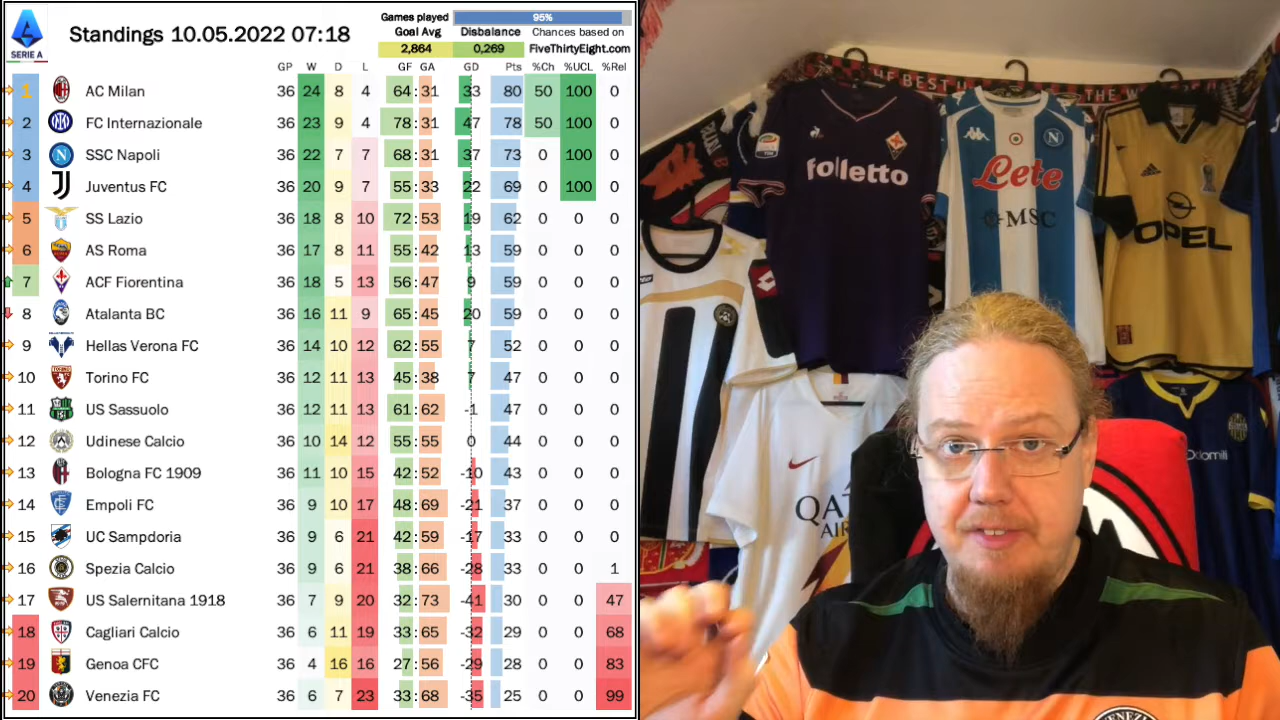 Games played 95%
SERIE A
Standings 10.05.2022 07:18
Goal Avg Disbalance Chances based on
2,864 0,269 FiveThirtyEight.com
GP W D L GF GA GD Pts %Ch %UCL %Rel
1 AC Milan 36 24 8 4 64:31 33 80 50 100 0
2 FC Internazionale 36 23 9 4 78:31 47 78 50 100 0
3 SSC Napoli 36 22 7 7 68:31 37 73 0 100 0
4 Juventus FC 36 20 9 7 55:33 22 69 0 100 0
5 SS Lazio 36 18 8 10 72:53 19 62 0 0 0
6 AS Roma 36 17 8 11 55:42 13 59 0 0 0
7 ACF Fiorentina 36 18 5 13 56:47 9 59 0 0 0
8 Atalanta BC 36 16 11 9 65:45 20 59 0 0 0
9 Hellas Verona FC 36 14 10 12 62:55 7 52 0 0 0
10 Torino FC 36 12 11 13 45:38 7 47 0 0 0
11 US Sassuolo 36 12 11 13 61:62 -1 47 0 0 0
12 Udinese Calcio 36 10 14 12 55:55 0 44 0 0 0
13 Bologna FC 1909 36 11 10 15 42:52 -10 43 0 0 0
14 Empoli FC 36 9 10 17 48:69 -21 37 0 0 0
15 UC Sampdoria 36 9 6 21 42:59 -17 33 0 0 0
16 Spezia Calcio 36 9 6 21 38:66 -28 33 0 0 1
17 US Salernitana 1918 36 7 9 20 32:73 -41 30 0 0 47
18 Cagliari Calcio 36 6 11 19 33:65 -32 29 0 0 68
19 Genoa CFC 36 4 16 16 27:56 -29 28 0 0 83
20 Venezia FC 36 6 7 23 33:68 -35 25 0 0 99
THE BEST
THE W
folletto
Lete
MSC
OPEL
QA
AIR
VENEZIA